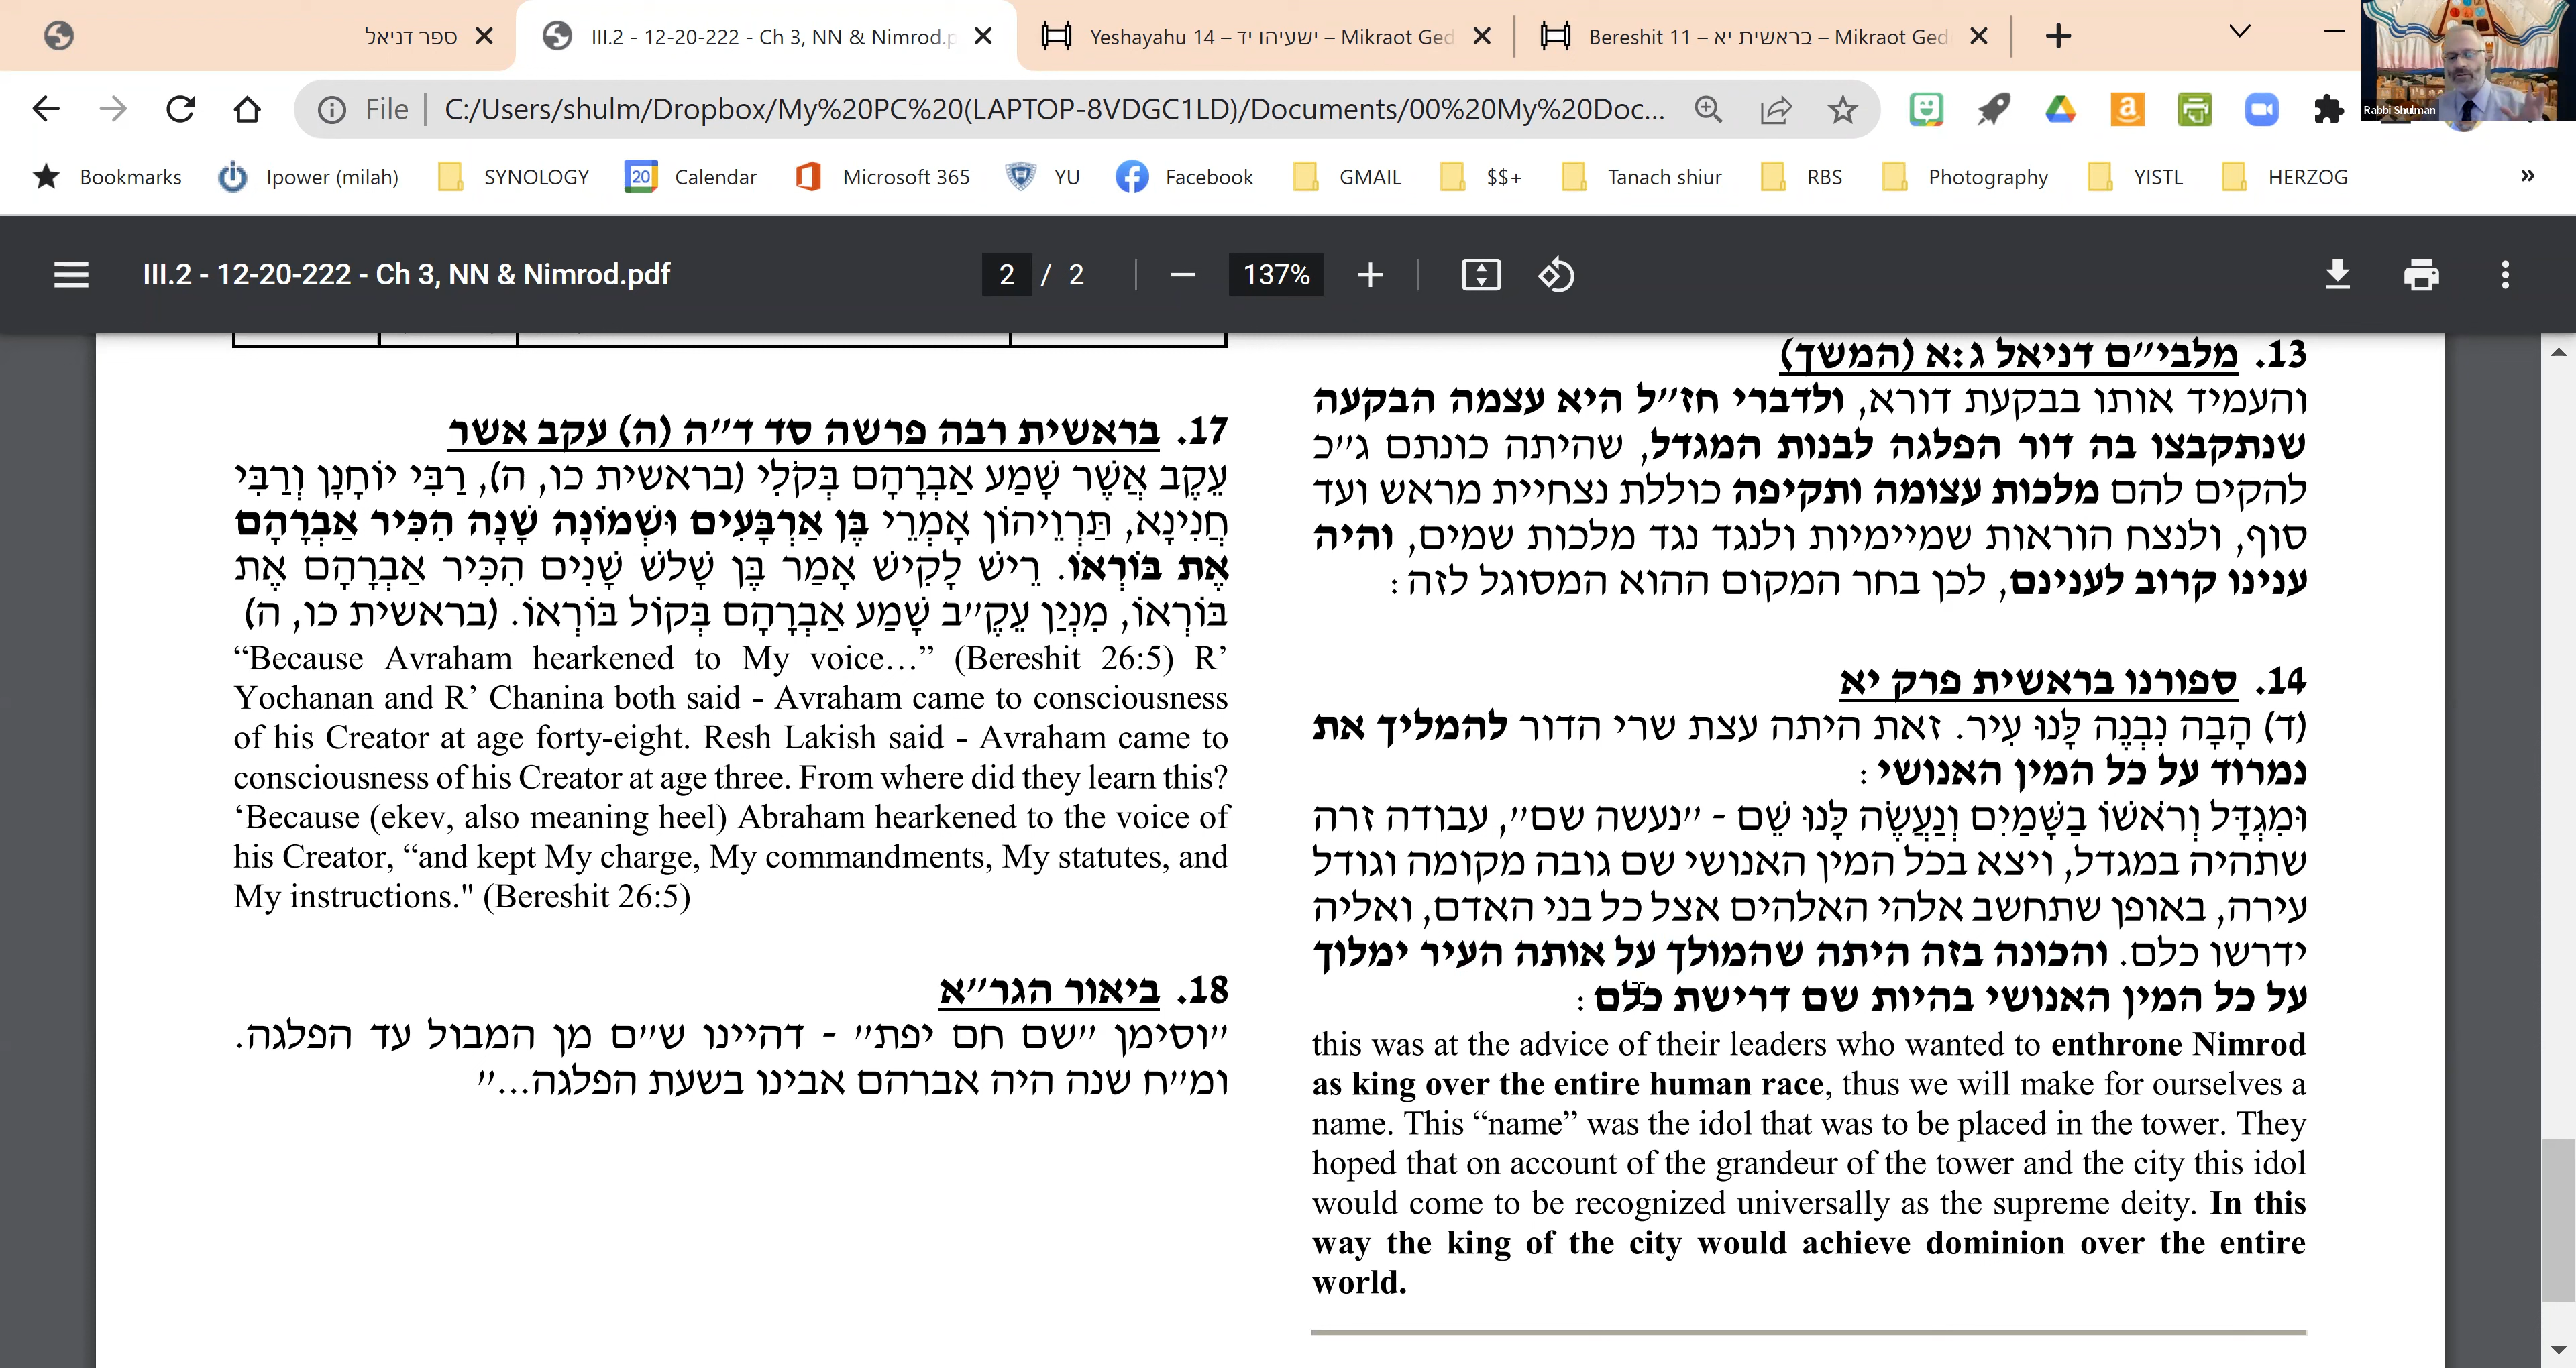 ספר דניאל
III.2 - 12-20-222 - Ch 3, NN & Nimrod.p
Yeshayahu 14 – ישעיהו יד – Mikraot Ged
Bereshit 11 – בראשית יא – Mikraot Ged
Rabbi Shulman
File
C:/Users/shulm/Dropbox/My%20PC%20(LAPTOP-8VDGC1LD)/Documents/00%20My%20Doc...
Bookmarks
Ipower (milah)
SYNOLOGY
20
Calendar
Microsoft 365
YU
Facebook
GMAIL
$$+
Tanach shiur
RBS
Photography
YISTL
HERZOG
»
III.2 - 12-20-222 - Ch 3, NN & Nimrod.pdf
2 / 2
137%
13. מלבי״ם דניאל ג:א (המשך)
והעמיד אותו בבקעת דורא, ולדברי חז״ל היא עצמה הבקעה
שנתקבצו בה דור הפלגה לבנות המגדל, שהיתה כונתם ג״כ
להקים להם מלכות עצומה ותקיפה כוללת נצחיית מראש ועד
סוף, ולנצח הוראות שמיימיות ולנגד נגד מלכות שמים, והיה
ענינו קרוב לענינם, לכן בחר המקום ההוא המסוגל לזה:
14. ספורנו בראשית פרק יא
(ד) הָבָה נִבְנֶה לָּנוּ עִיר. זאת היתה עצת שרי הדור להמליך את
נמרוד על כל המין האנושי:
וּמִגְדָּל וְרֹאשׁוֹ בַשָּׁמַיִם וְנַעֲשֶׂה לָּנוּ שֵׁם - ״נעשה שם״, עבודה זרה
שתהיה במגדל, ויצא בכל המין האנושי שם גובה מקומה וגודל
עירה, באופן שתחשב אלהי האלהים אצל כל בני האדם, ואליה
ידרשו כלם. והכונה בזה היתה שהמולך על אותה העיר ימלוך
על כל המין האנושי בהיות שם דרישת כלם:
this was at the advice of their leaders who wanted to enthrone Nimrod
as king over the entire human race, thus we will make for ourselves a
name. This “name” was the idol that was to be placed in the tower. They
hoped that on account of the grandeur of the tower and the city this idol
would come to be recognized universally as the supreme deity. In this
way the king of the city would achieve dominion over the entire
world.
17. בראשית רבה פרשה סד ד״ה (ה) עקב אשר
עֵקֶב אֲשֶׁר שָׁמַע אַבְרָהָם בְּקֹלִי (בראשית כו, ה), רַבִּי יוֹחָנָן וְרַבִּי
חֲנִינָא, תַּרְוֵיהוֹן אָמְרֵי בֶּן אַרְבָּעִים וּשְׁמוֹנָה שָׁנָה הִכִּיר אַבְרָהָם
אֶת בּוֹרְאוֹ. רֵישׁ לָקִישׁ אָמַר בֶּן שָׁלשׁ שָׁנִים הִכִּיר אַבְרָהָם אֶת
בּוֹרְאוֹ, מִנְיַן עֵקֶ״ב שָׁמַע אַבְרָהָם בְּקוֹל בּוֹרְאוֹ. (בראשית כו, ה)
“Because Avraham hearkened to My voice…” (Bereshit 26:5) R’
Yochanan and R’ Chanina both said - Avraham came to consciousness
of his Creator at age forty-eight. Resh Lakish said - Avraham came to
consciousness of his Creator at age three. From where did they learn this?
‘Because (ekev, also meaning heel) Abraham hearkened to the voice of
his Creator, “and kept My charge, My commandments, My statutes, and
My instructions." (Bereshit 26:5)
18. ביאור הגר״א
״וסימן ״שם חם יפת״ - דהיינו ש״ם מן המבול עד הפלגה.
ומ״ח שנה היה אברהם אבינו בשעת הפלגה...״